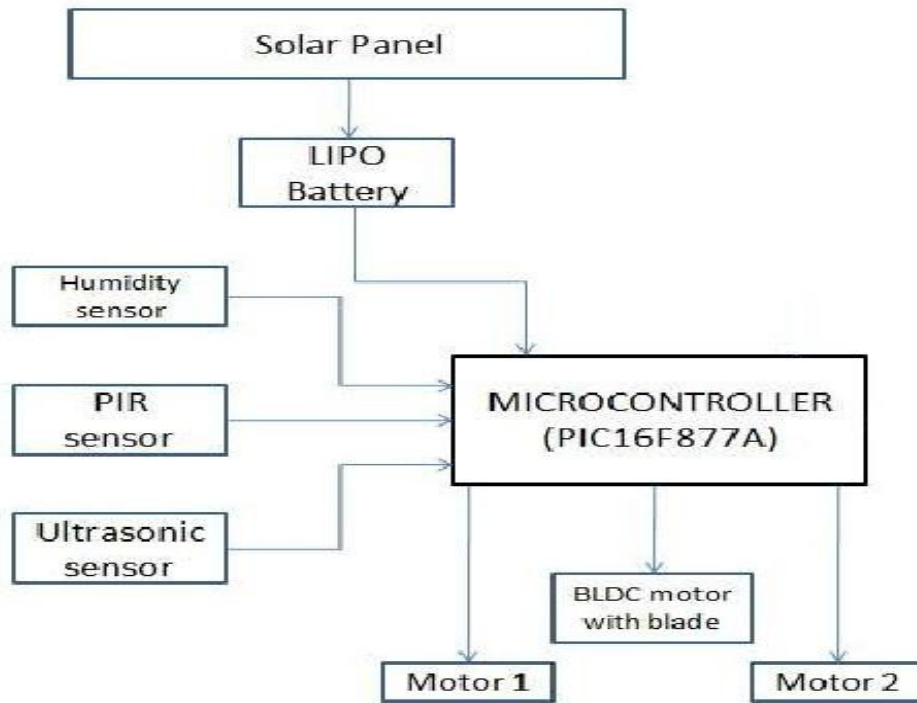 Solar Panel
LIPO
Battery
Humidity
sensor
PIR
sensor
Ultrasonic
sensor
MICROCONTROLLER
(PIC16F877A)
BLDC motor
with blade
Motor 1
Motor 2